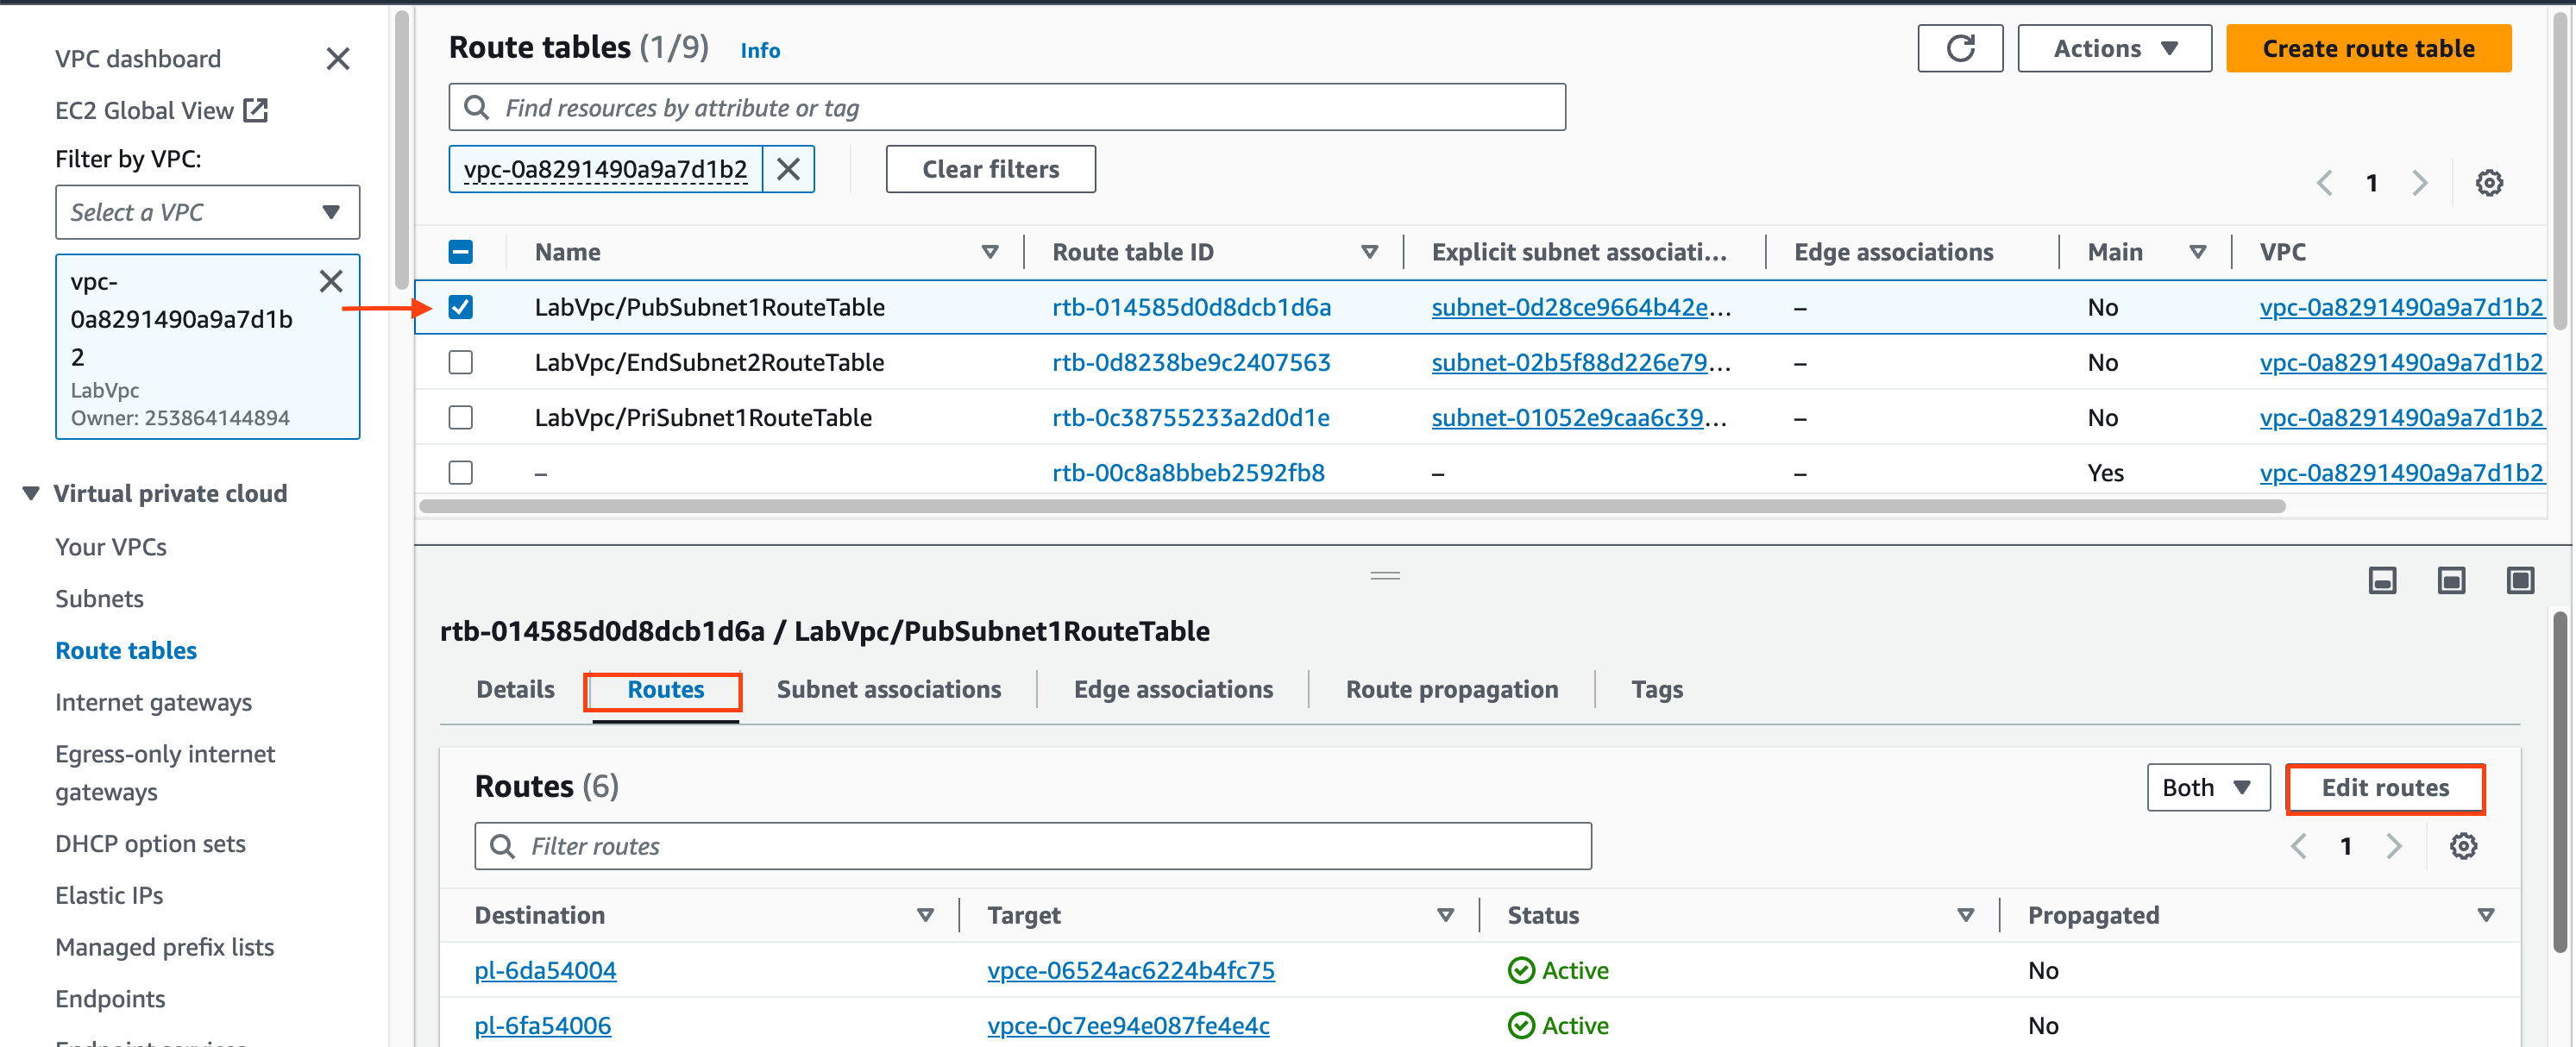 VPC dashboard
EC2 Global View
Filter by VPC:
Select a VPC
vpc-
0a8291490a9a7d1b
2
LabVpc
Owner: 253864144894
Virtual private cloud
Your VPCs
Subnets
Route tables
Internet gateways
Egress-only internet
gateways
DHCP option sets
Elastic IPs
Managed prefix lists
Endpoints
Endpoint services
Route tables (1/9) Info
Actions
Create route table
Find resources by attribute or tag
vpc-0a8291490a9a7d1b2
Clear filters
1
Name Route table ID Explicit subnet associati... Edge associations Main VPC
LabVpc/PubSubnet1RouteTable rtb-014585d0d8dcb1d6a subnet-0d28ce9664b42e... – No vpc-0a8291490a9a7d1b2
LabVpc/EndSubnet2RouteTable rtb-0d8238be9c2407563 subnet-02b5f88d226e79... – No vpc-0a8291490a9a7d1b2
LabVpc/PriSubnet1RouteTable rtb-0c38755233a2d0d1e subnet-01052e9caa6c39... – No vpc-0a8291490a9a7d1b2
– rtb-00c8a8bbeb2592fb8 – – Yes vpc-0a8291490a9a7d1b2
rtb-014585d0d8dcb1d6a / LabVpc/PubSubnet1RouteTable
Details Routes Subnet associations Edge associations Route propagation Tags
Routes (6)
Both
Edit routes
Filter routes
1
Destination Target Status Propagated
pl-6da54004 vpce-06524ac6224b4fc75 Active No
pl-6fa54006 vpce-0c7ee94e087fe4e4c Active No